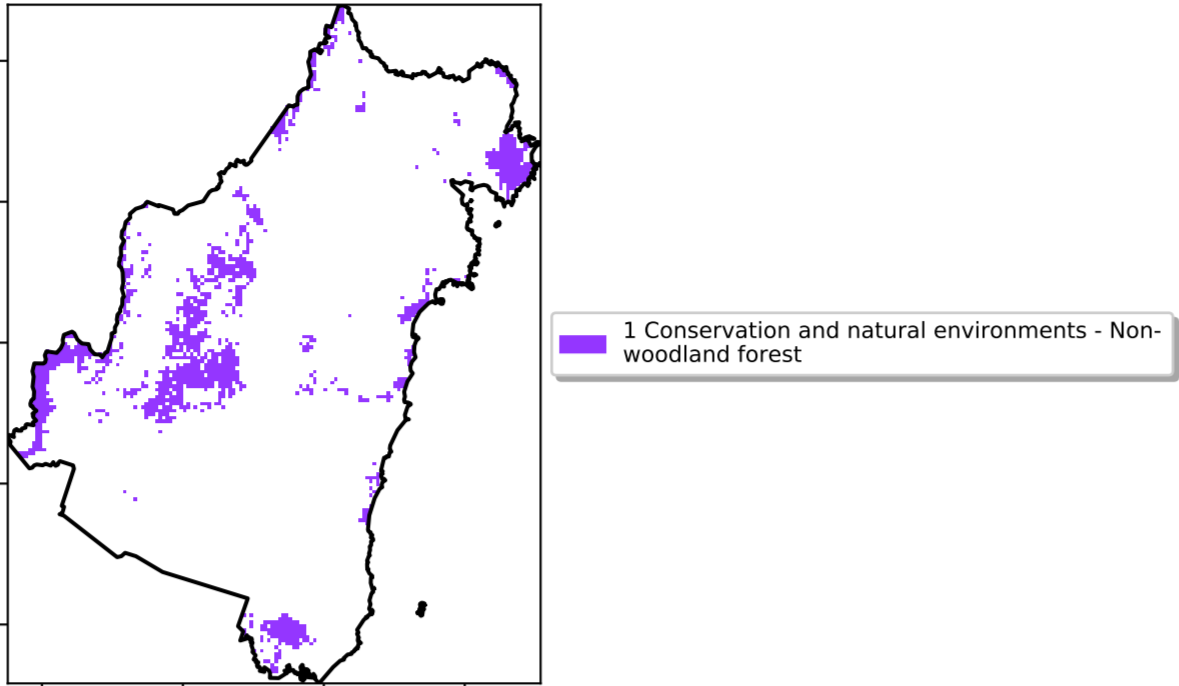 1 Conservation and natural environments - Non-
woodland forest